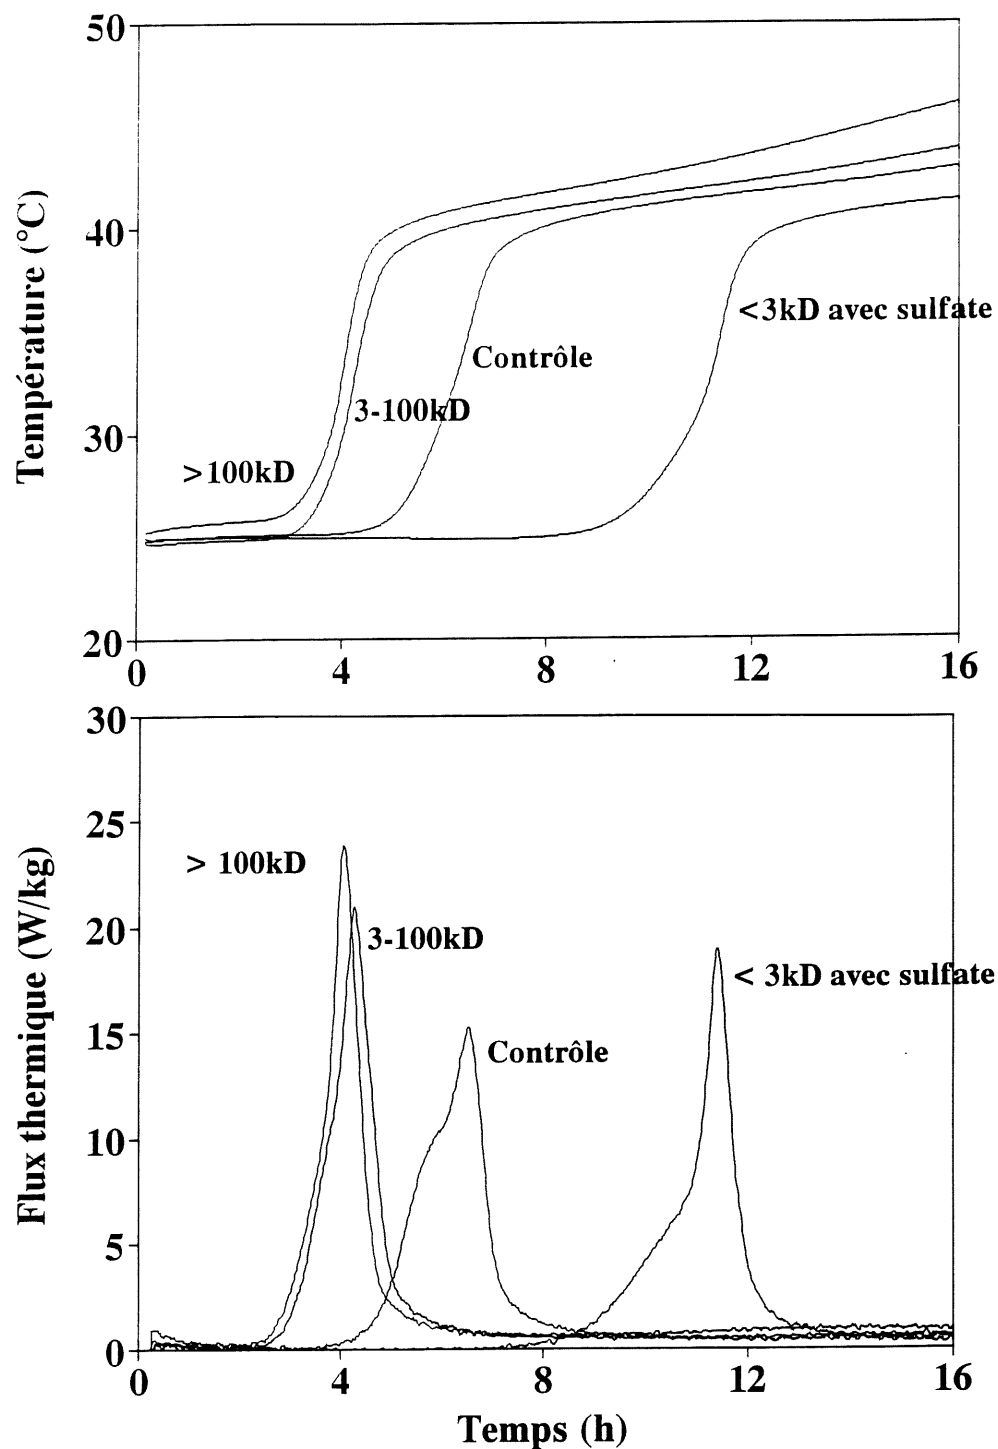 Température (°C)
50
40
30
20
>100kD
3-100kD
Contrôle
<3kD avec sulfate
0 4 8 12 16
Flux thermique (W/kg)
30
25
20
15
10
5
0
> 100kD
3-100kD
Contrôle
< 3kD avec sulfate
0 4 8 12 16
Temps (h)